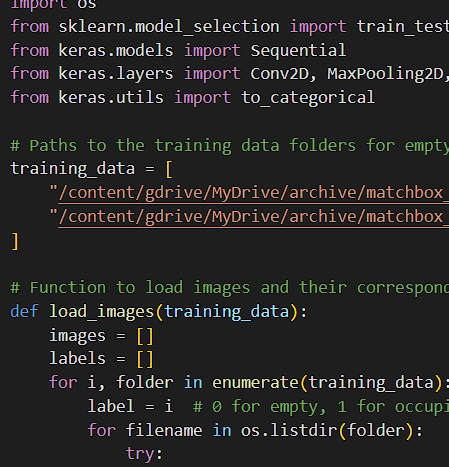 import os
from sklearn.model_selection import train_test
from keras.models import Sequential
from keras.layers import Conv2D, MaxPooling2D,
from keras.utils import to_categorical
# Paths to the training data folders for empty
training_data = [
"/content/gdrive/MyDrive/archive/matchbox_
"/content/gdrive/MyDrive/archive/matchbox_
]
# Function to load images and their correspond
def load_images(training_data):
images = []
labels = []
for i, folder in enumerate(training_data):
label = i # 0 for empty, 1 for occupi
for filename in os.listdir(folder):
try: